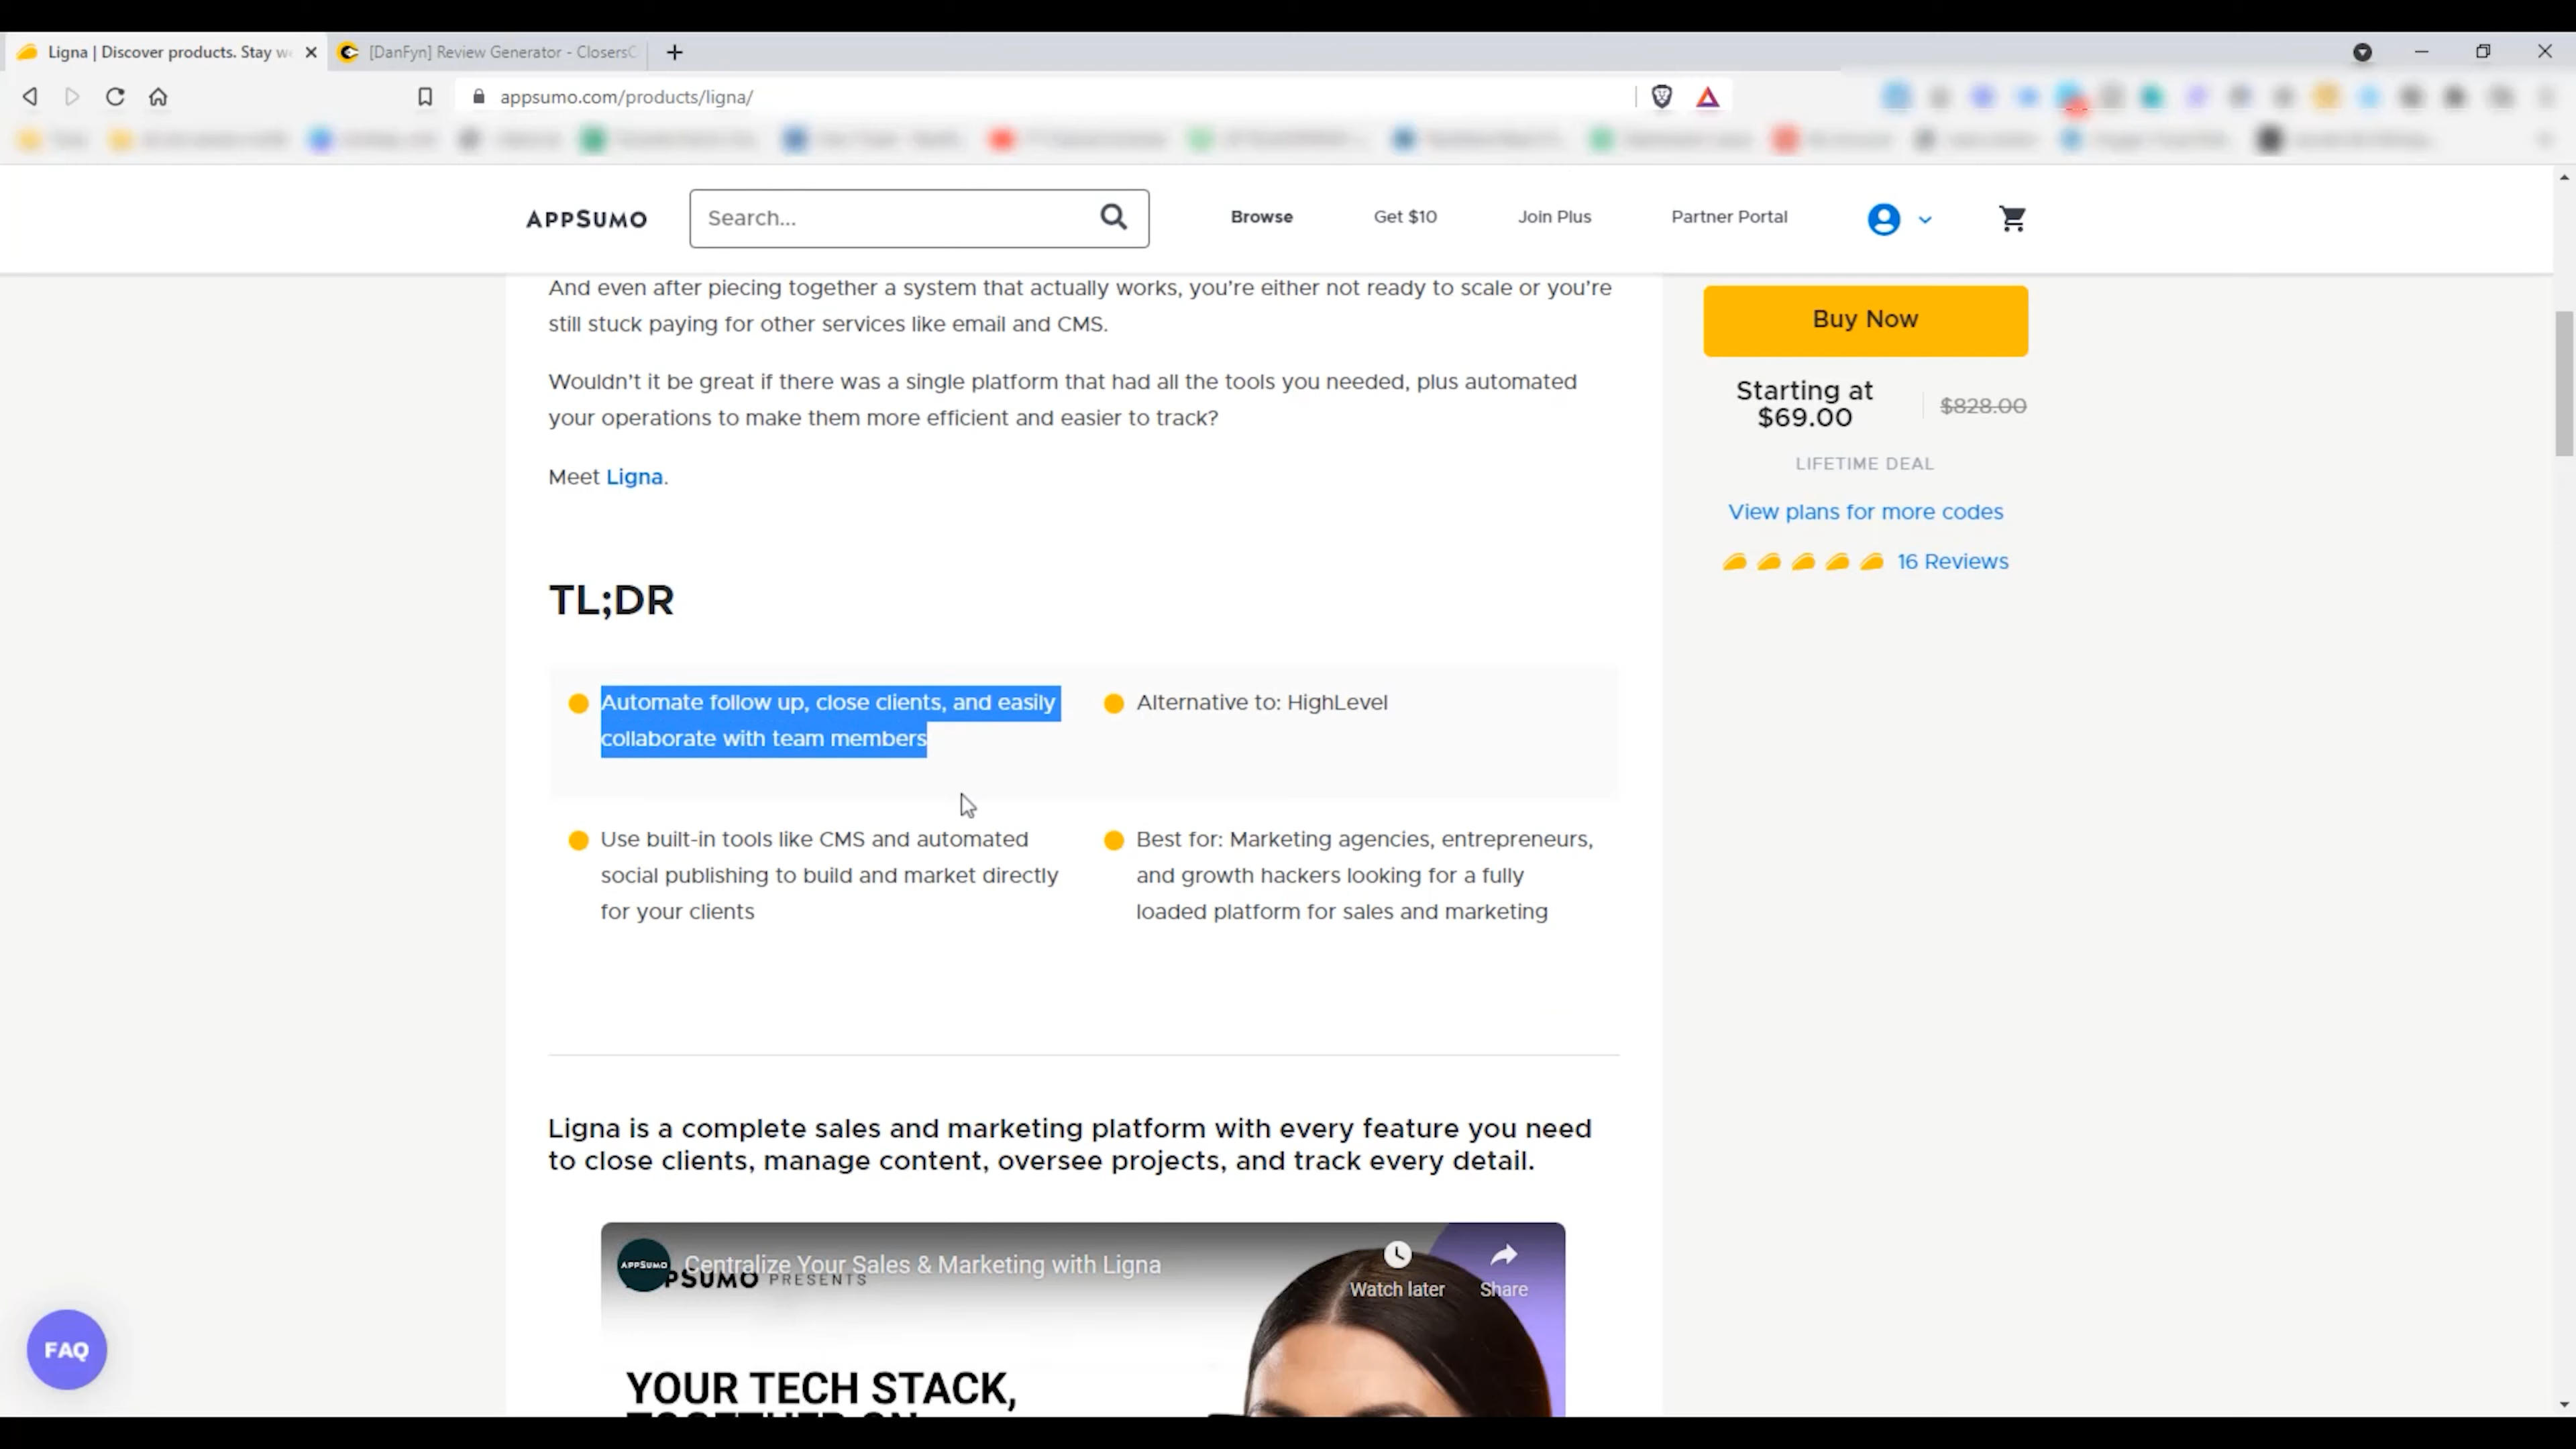 Ligna | Discover products. Stay we
[DanFyn] Review Generator - ClosersC
appsumo.com/products/ligna/
APPSUMO
Search...
Browse
Get $10
Join Plus
Partner Portal
And even after piecing together a system that actually works, you’re either not ready to scale or you’re
still stuck paying for other services like email and CMS.
Wouldn’t it be great if there was a single platform that had all the tools you needed, plus automated
your operations to make them more efficient and easier to track?
Meet Ligna.
Buy Now
Starting at
$69.00
$828.00
LIFETIME DEAL
View plans for more codes
16 Reviews
TL;DR
Automate follow up, close clients, and easily
collaborate with team members
Alternative to: HighLevel
Use built-in tools like CMS and automated
social publishing to build and market directly
for your clients
Best for: Marketing agencies, entrepreneurs,
and growth hackers looking for a fully
loaded platform for sales and marketing
Ligna is a complete sales and marketing platform with every feature you need
to close clients, manage content, oversee projects, and track every detail.
APPSUMO
Centralize Your Sales & Marketing with Ligna
APPSUMO PRESENTS
Watch later
Share
YOUR TECH STACK,
TOGETHER ON
FAQ